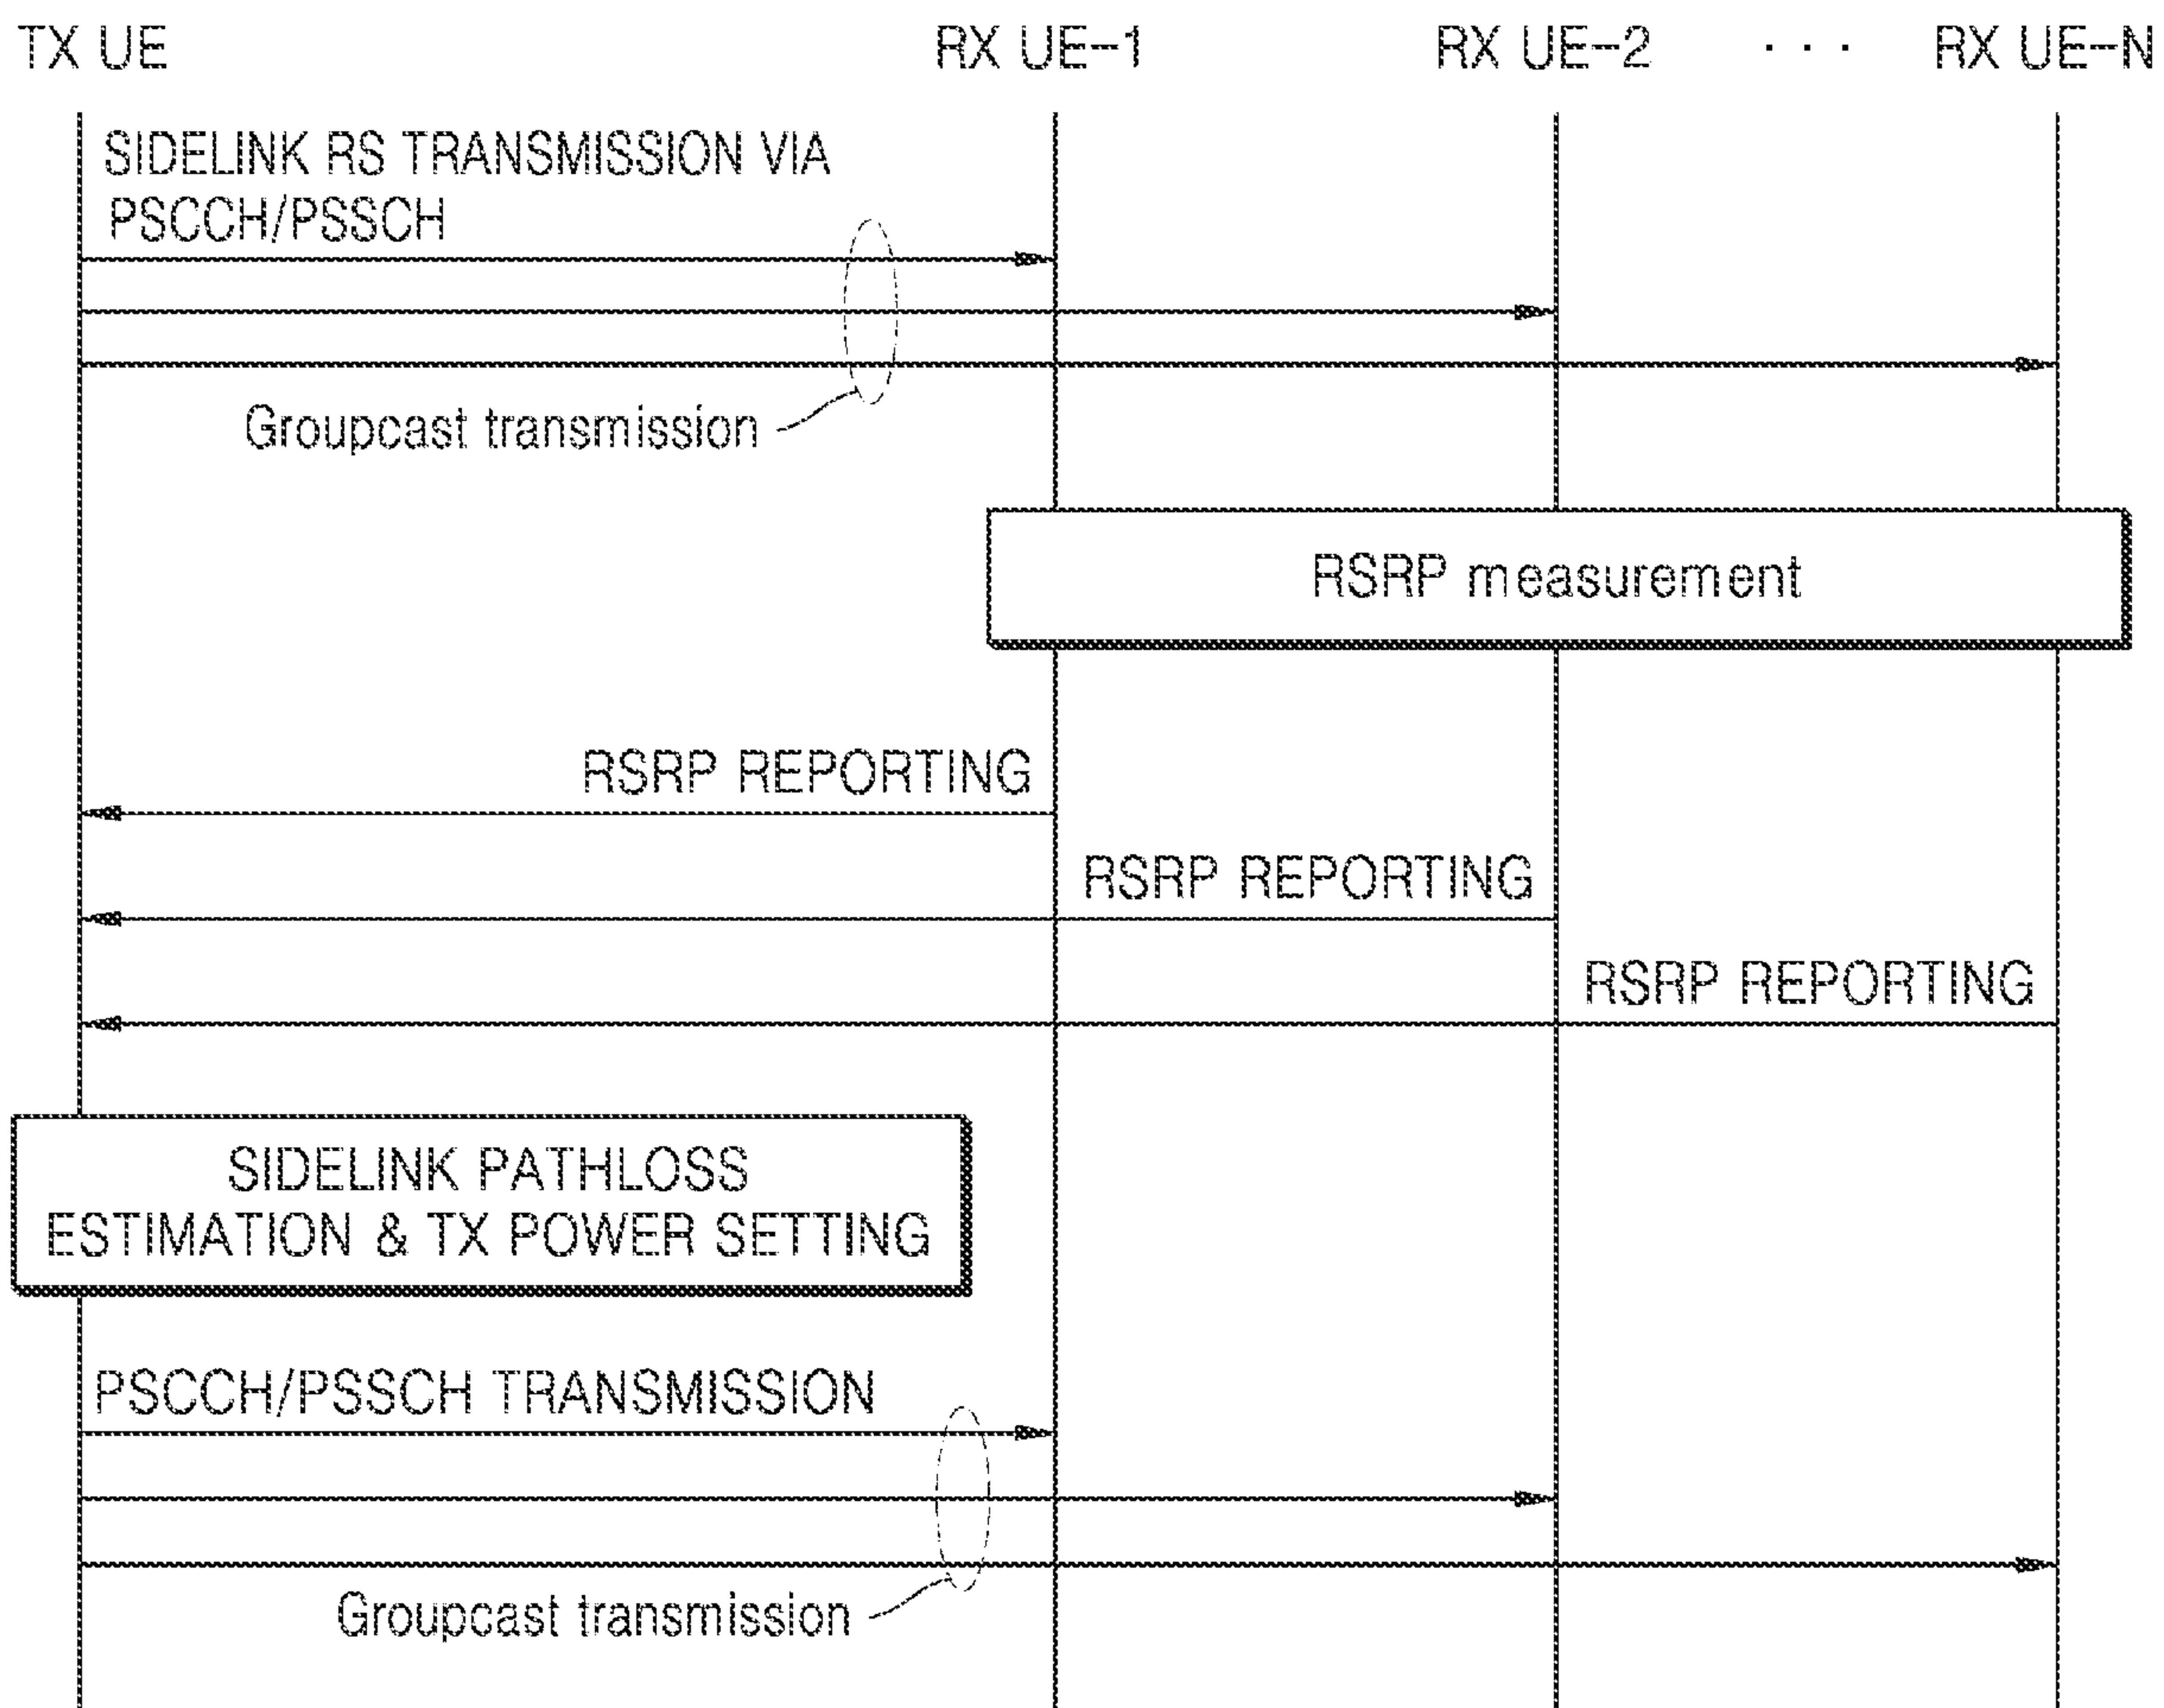 TX UE RX UE-1 RX UE-2 . . . RX UE-N
SIDELINK RS TRANSMISSION VIA
PSCCH/PSSCH
Groupcast transmission
RSRP measurement
RSRP REPORTING
RSRP REPORTING
RSRP REPORTING
SIDELINK PATHLOSS
ESTIMATION & TX POWER SETTING
PSCCH/PSSCH TRANSMISSION
Groupcast transmission